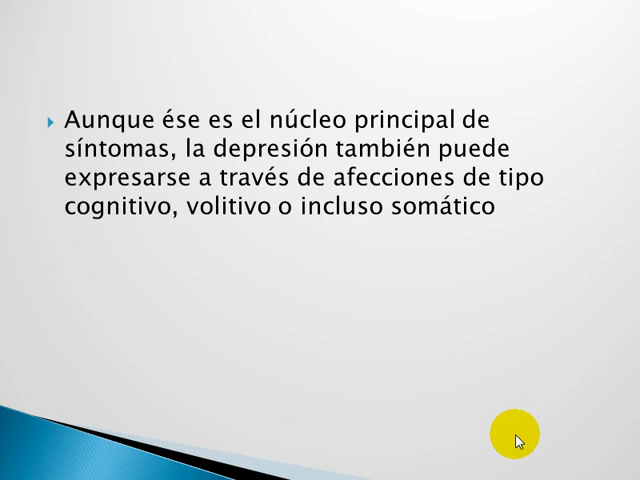 Aunque ése es el núcleo principal de
síntomas, la depresión también puede
expresarse a través de afecciones de tipo
cognitivo, volitivo o incluso somático